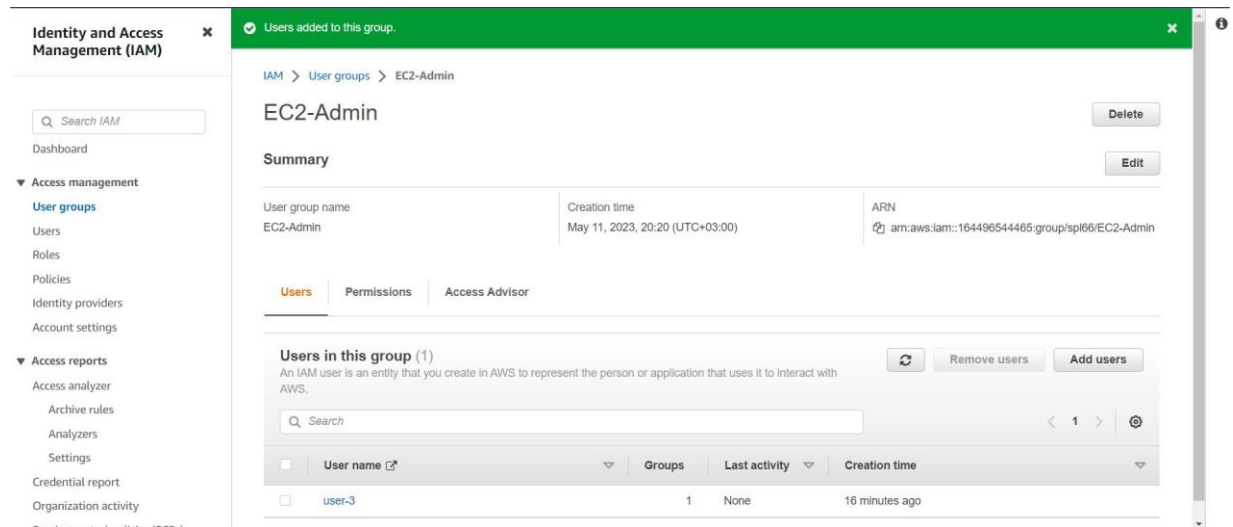 Identity and Access
Management (IAM)
Search IAM
Dashboard
Access management
User groups
Users
Roles
Policies
Identity providers
Account settings
Access reports
Access analyzer
Archive rules
Analyzers
Settings
Credential report
Organization activity
Users added to this group.
IAM > User groups > EC2-Admin
EC2-Admin
Delete
Summary
Edit
User group name
EC2-Admin
Creation time
May 11, 2023, 20:20 (UTC+03:00)
ARN
arn:aws:iam::164496544465:group/spl66/EC2-Admin
Users Permissions Access Advisor
Users in this group (1)
An IAM user is an entity that you create in AWS to represent the person or application that uses it to interact with
AWS.
Remove users
Add users
Search
1
User name Groups Last activity Creation time
user-3 1 None 16 minutes ago